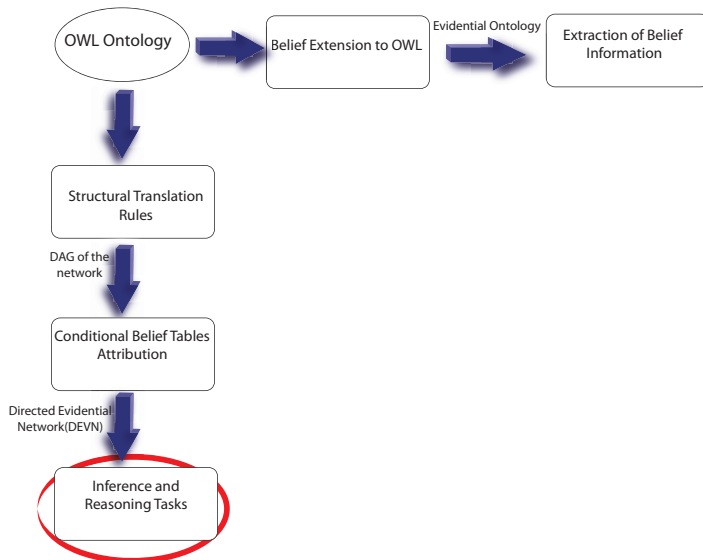 OWL Ontology
Belief Extension to OWL
Evidential Ontology
Extraction of Belief
Information
Structural Translation
Rules
DAG of the
network
Conditional Belief Tables
Attribution
Directed Evidential
Network(DEVN)
Inference and
Reasoning Tasks